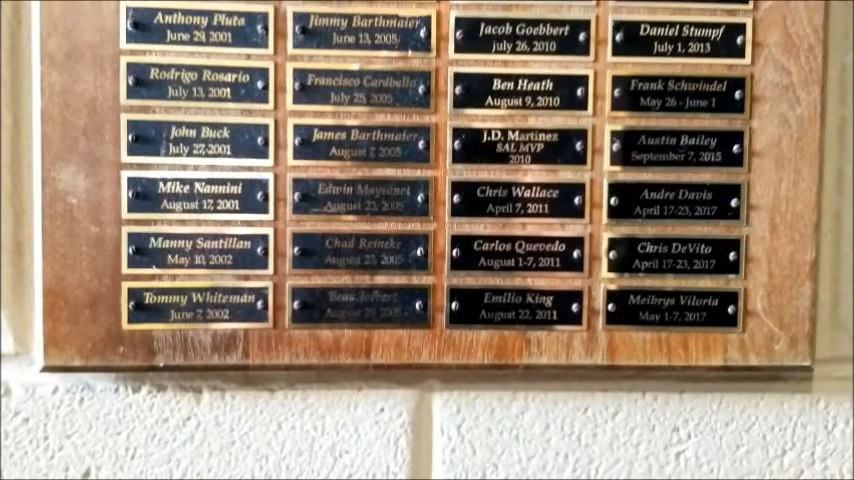 Anthony Pluta
June 29, 2001
Rodrigo Rosario
July 13, 2001
John Buck
July 27, 2001
Mike Nannini
August 17, 2001
Manny Santillan
May 10, 2002
Tommy Whiteman
June 7, 2002
Jimmy Barthmaier
June 13, 2005
Francisco Caraballo
July 25, 2005
James Barthmaier
August 7, 2005
Edwin Maysonet
August 23, 2005
Chad Reineke
August 23, 2005
Beau Torbert
August 29, 2005
Jacob Goebbert
july 26, 2010
Ben Heath
August 9, 2010
J.D. Martinez
SAL MVP
2010
Chris Wallace
April 7, 2011
Carlos Quevedo
August 1-7, 2011
Emilio King
August 22, 2011
Daniel Stumpf
July 1, 2013
Frank Schwindel
May 26 - June 1
Austin Bailey
September 7, 2015
Andre Davis
April 17-23, 2017
Chris DeVito
April 17-23, 2017
Meibrys Viloria
May 1-7, 2017